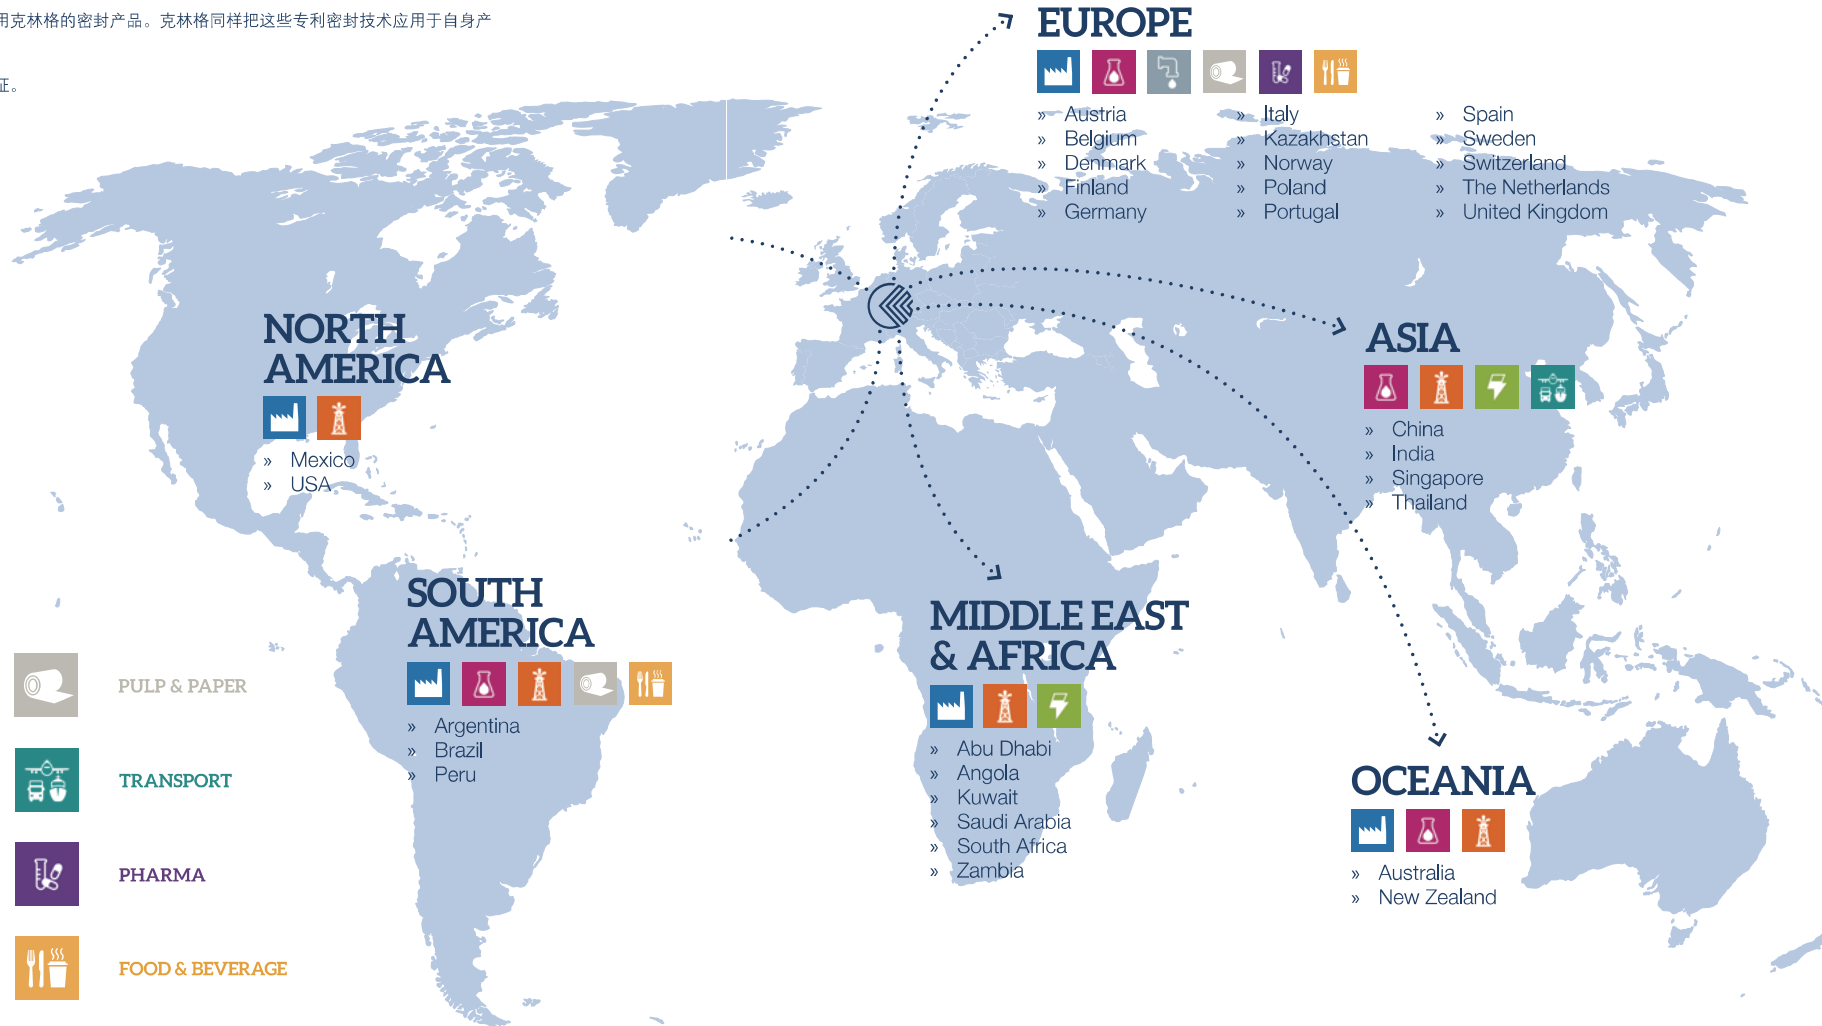 用克林格的密封产品。克林格同样把这些专利密封技术应用于自身产
证。
EUROPE
» Austria
» Belgium
» Denmark
» Finland
» Germany
» Italy
» Kazakhstan
» Norway
» Poland
» Portugal
» Spain
» Sweden
» Switzerland
» The Netherlands
» United Kingdom
NORTH
AMERICA
» Mexico
» USA
ASIA
» China
» India
» Singapore
» Thailand
SOUTH
AMERICA
» Argentina
» Brazil
» Peru
MIDDLE EAST
& AFRICA
» Abu Dhabi
» Angola
» Kuwait
» Saudi Arabia
» South Africa
» Zambia
OCEANIA
» Australia
» New Zealand
PULP & PAPER
TRANSPORT
PHARMA
FOOD & BEVERAGE